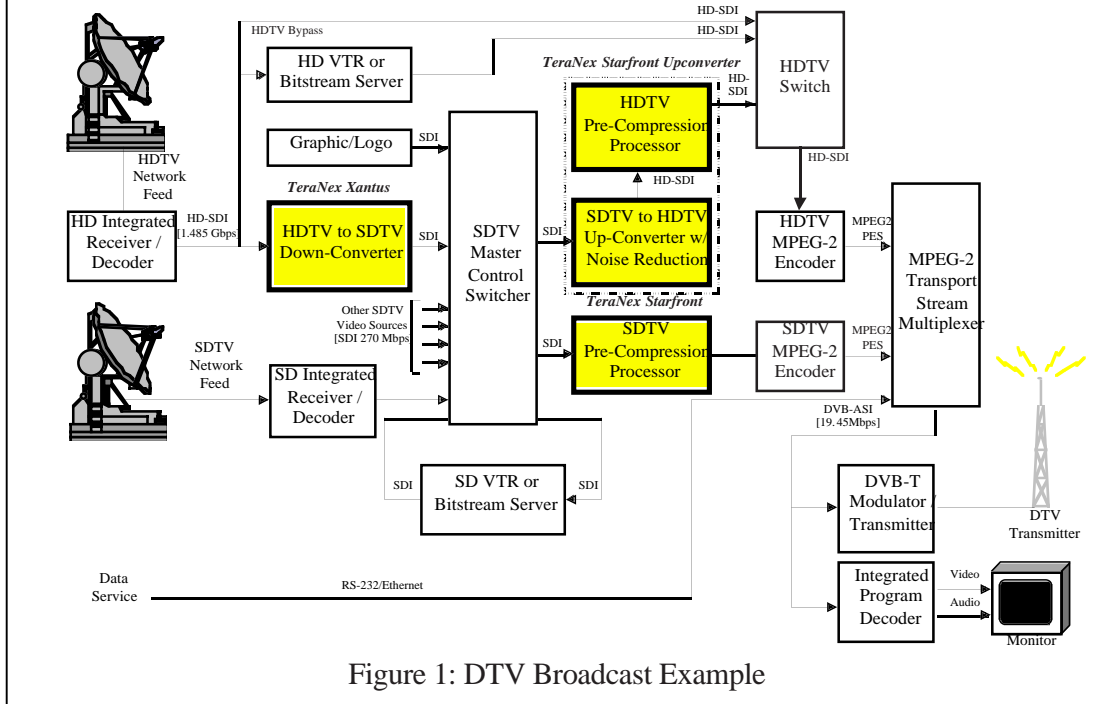 HDTV Bypass
HD-SDI
HD-SDI
HD VTR or
Bitstream Server
TeraNex Starfront Upconverter
HD-
SDI
HDTV
Switch
HDTV
Pre-Compression
Processor
Graphic/Logo
SDI
HD-SDI
HD-SDI
HDTV
Network
Feed
TeraNex Xantus
HD Integrated
Receiver /
Decoder
HD-SDI
[1.485 Gbps]
HDTV to SDTV
Down-Converter
SDI
SDTV
Master
Control
Switcher
SDI
SDTV to HDTV
Up-Converter w/
Noise Reduction
HDTV
MPEG-2
Encoder
MPEG2
PES
MPEG-2
Transport
Stream
Multiplexer
TeraNex Starfront
Other SDTV
Video Sources
[SDI 270 Mbps
SDI
SDTV
Pre-Compression
Processor
SDTV
MPEG-2
Encoder
MPEG2
PES
SDTV
Network
Feed
SD Integrated
Receiver /
Decoder
DVB-ASI
[19.45Mbps]
SDI
SD VTR or
Bitstream Server
SDI
DVB-T
Modulator /
Transmitter
DTV
Transmitter
Data
Service
RS-232/Ethernet
Integrated
Program
Decoder
Video
Audio
Monitor
Figure 1: DTV Broadcast Example